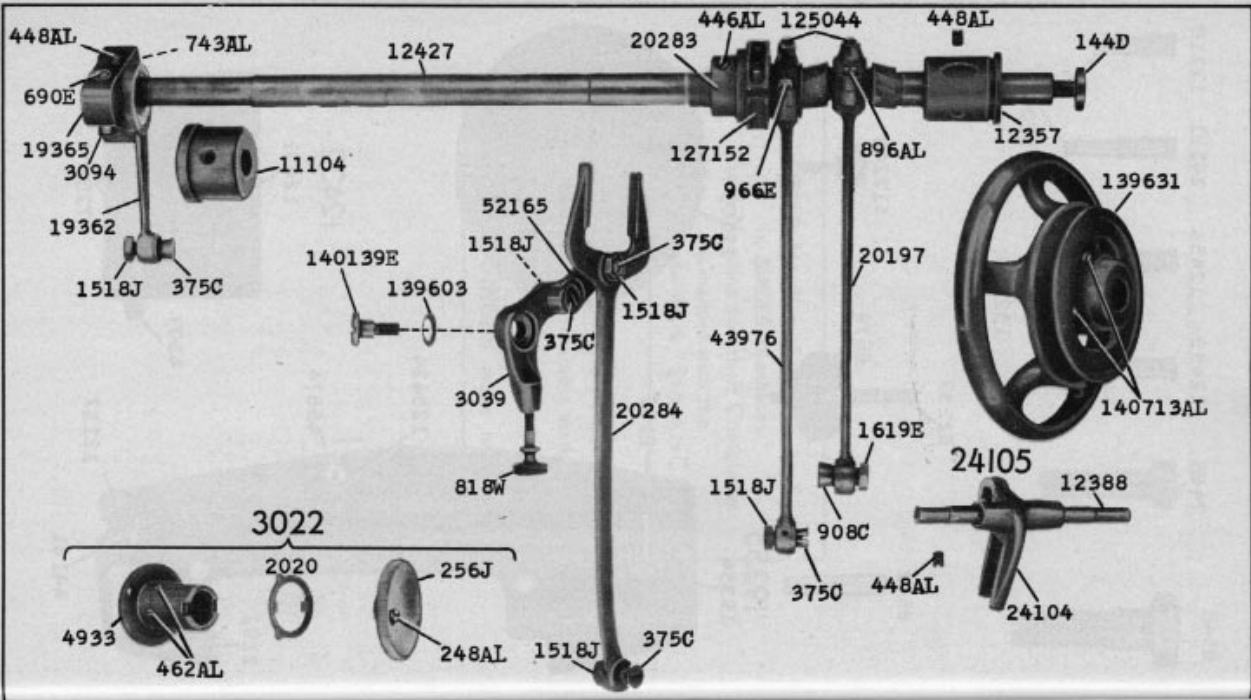 448AL
743AL
12427
20283
446AL
125044
448AL
144D
690E
19365
3094
11104
19362
1518J
375C
127152
966E
896AL
12357
139631
52165
1518J
375C
1518J
375C
140139E
139603
3039
818W
20284
43976
20197
140713AL
1619E
908C
1518J
375C
24105
12388
448AL
24104
3022
2020
256J
4933
462AL
248AL
1518J
375C